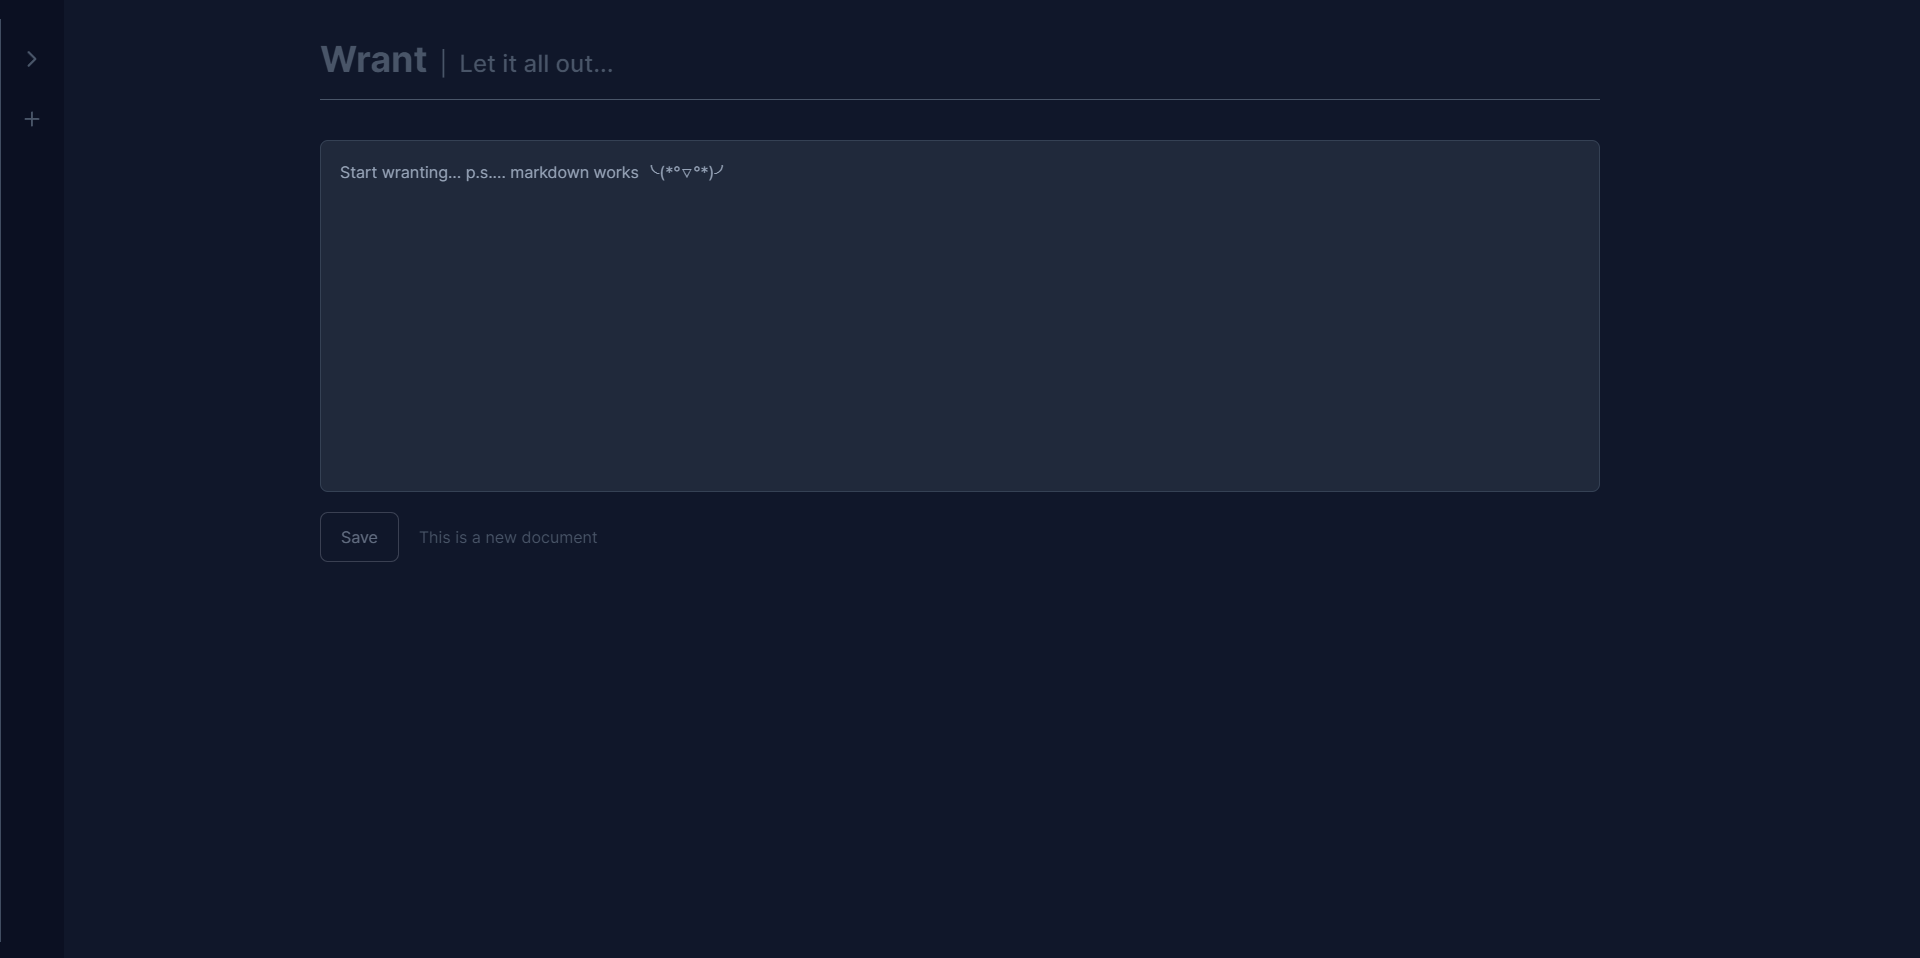 Wrant | Let it all out...
Start wranting... p.s.... markdown works ╰(*°▽°*)╯
Save This is a new document